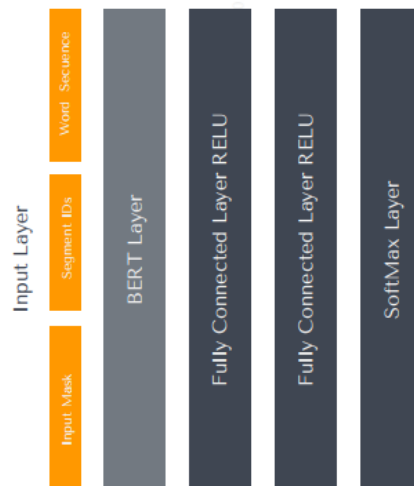 Input Layer
Word Secuence
Segment IDs
Input Mask
BERT Layer
Fully Connected Layer RELU
Fully Connected Layer RELU
SoftMax Layer